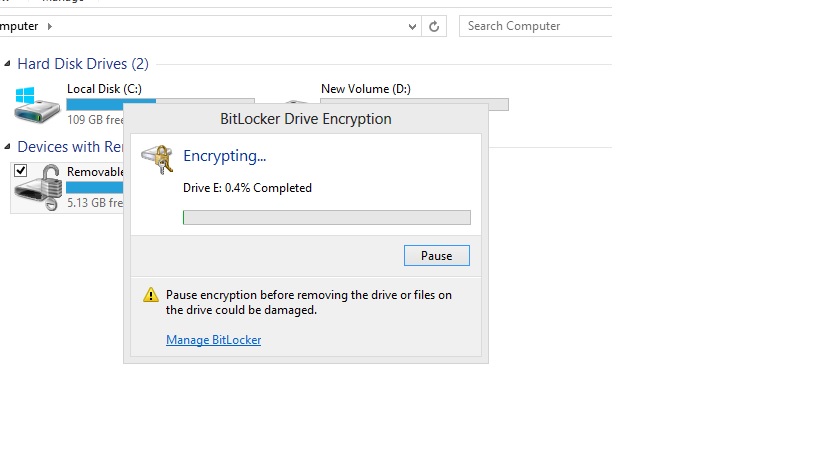 mputer
Search Computer
Hard Disk Drives (2)
Local Disk (C:)
New Volume (D:)
109 GB free
BitLocker Drive Encryption
Devices with Re
Encrypting...
Removable
Drive E: 0.4% Completed
5.13 GB fre
Pause
Pause encryption before removing the drive or files on
the drive could be damaged.
Manage BitLocker